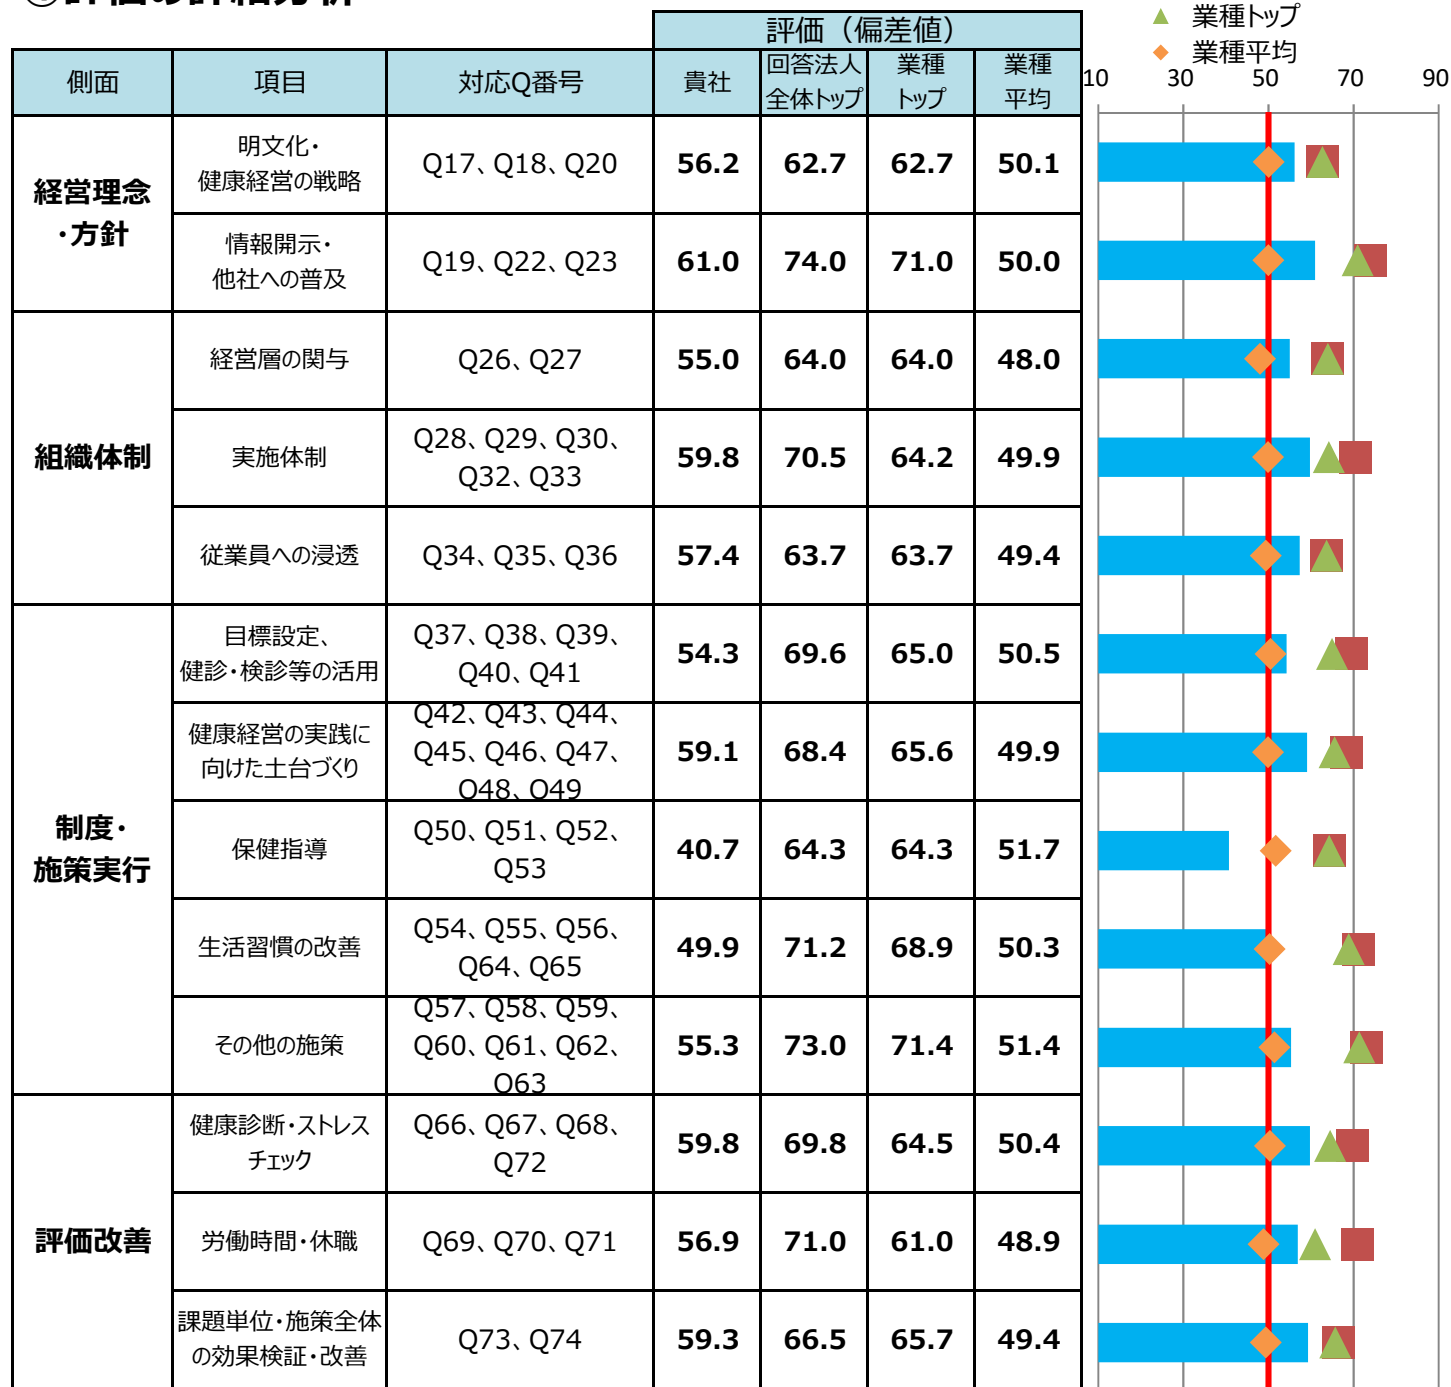 評価(偏差値)
業種トップ
業種平均
側面 項目 対応Q番号 貴社 回答法人 業種 業種
全体トップ トップ 平均
10 30 50 70 90
経営理念
・方針
明文化・
健康経営の戦略
Q17、Q18、Q20 56.2 62.7 62.7 50.1
情報開示・
他社への普及
Q19、Q22、Q23 61.0 74.0 71.0 50.0
組織体制
経営層の関与 Q26、Q27 55.0 64.0 64.0 48.0
実施体制
Q28、Q29、Q30、
Q32、Q33
59.8 70.5 64.2 49.9
従業員への浸透 Q34、Q35、Q36 57.4 63.7 63.7 49.4
制度・
施策実行
目標設定、
健診・検診等の活用
Q37、Q38、Q39、
Q40、Q41
54.3 69.6 65.0 50.5
健康経営の実践に
向けた土台づくり
Q42、Q43、Q44、
Q45、Q46、Q47、
Q48、Q49
59.1 68.4 65.6 49.9
保健指導
Q50、Q51、Q52、
Q53
40.7 64.3 64.3 51.7
生活習慣の改善
Q54、Q55、Q56、
Q64、Q65
49.9 71.2 68.9 50.3
その他の施策
Q57、Q58、Q59、
Q60、Q61、Q62、
Q63
55.3 73.0 71.4 51.4
評価改善
健康診断・ストレス
チェック
Q66、Q67、Q68、
Q72
59.8 69.8 64.5 50.4
労働時間・休職 Q69、Q70、Q71 56.9 71.0 61.0 48.9
課題単位・施策全体
の効果検証・改善
Q73、Q74 59.3 66.5 65.7 49.4